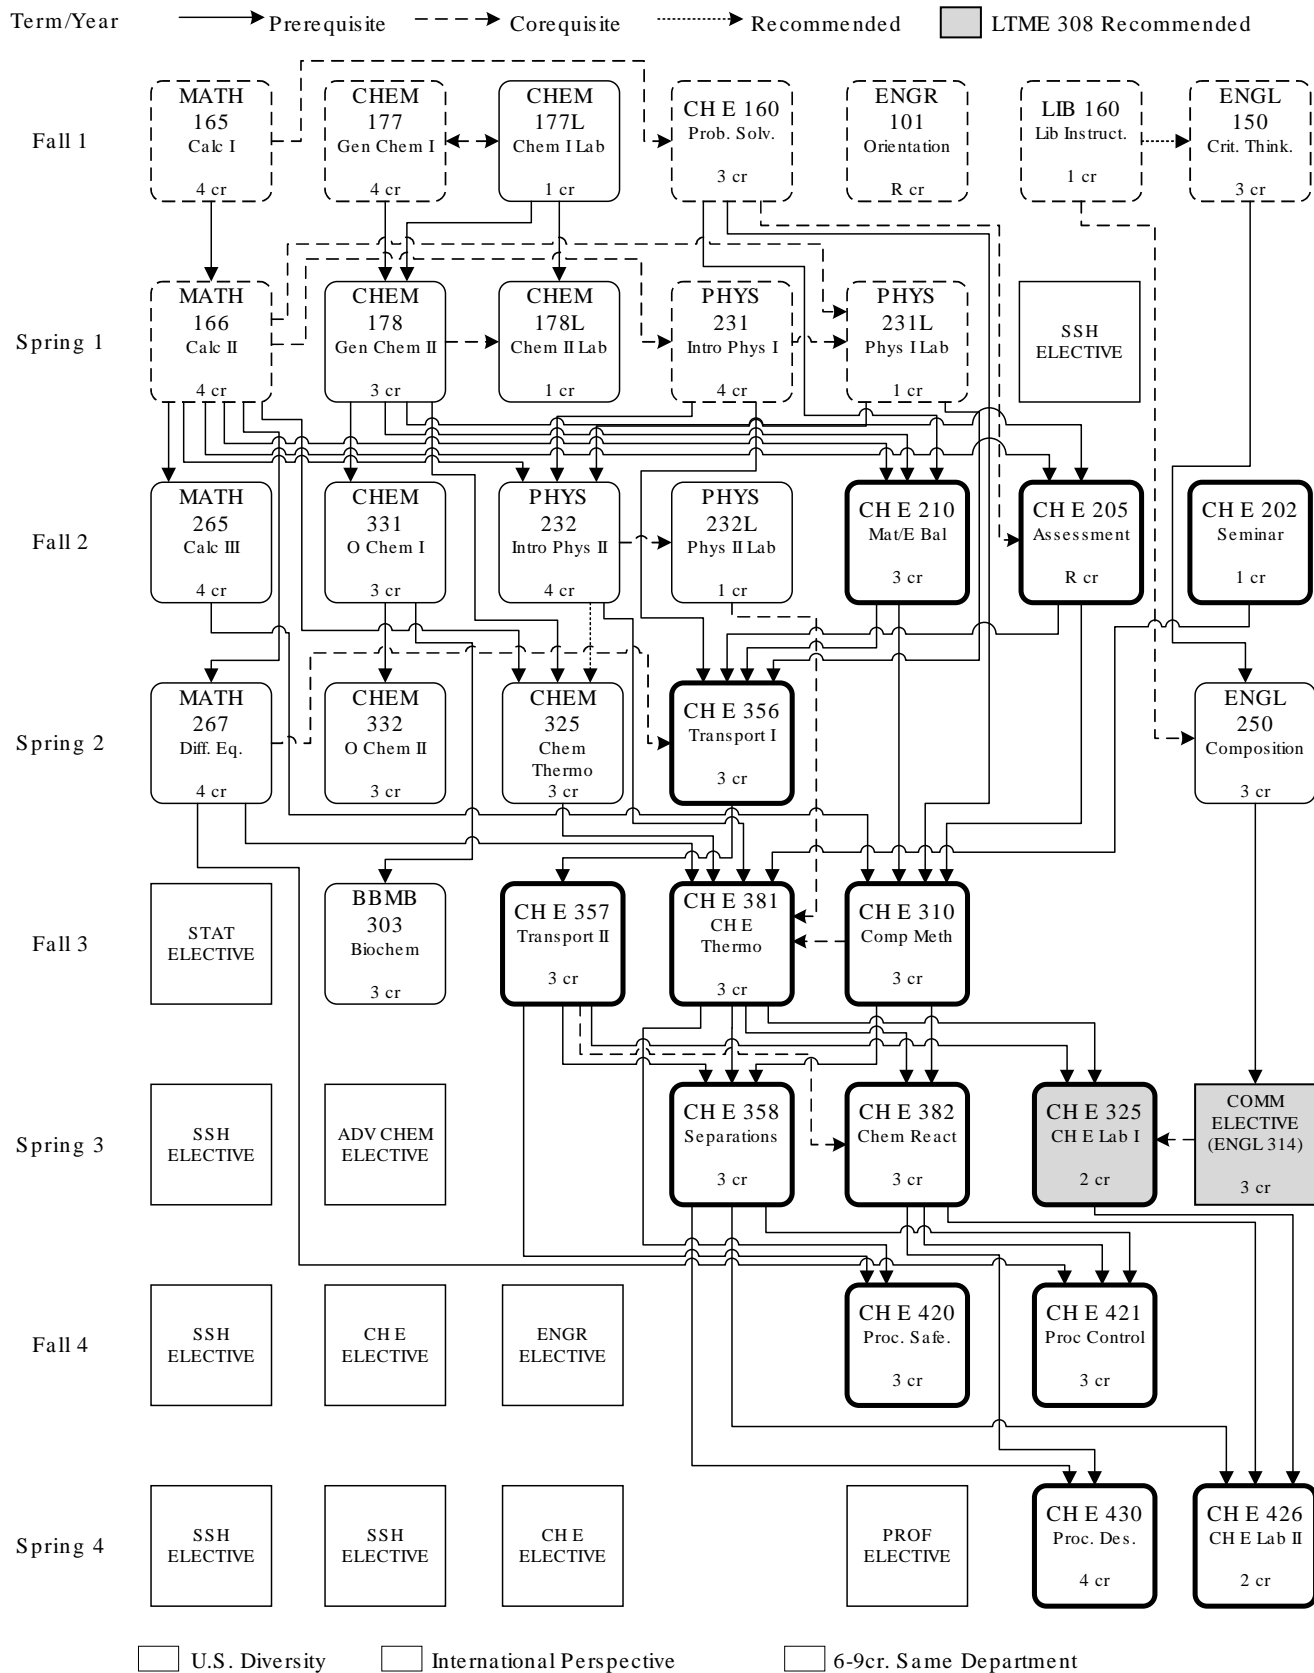 Term/Year
Prerequisite
Corequisite
Recommended
LTME 308 Recommended
Fall 1
MATH
165
Calc I
4 cr
CHEM
177
Gen Chem I
4 cr
CHEM
177L
Chem I Lab
1 cr
CH E 160
Prob. Solv.
3 cr
ENGR
101
Orientation
R cr
LIB 160
Lib Instruct.
1 cr
ENGL
150
Crit. Think.
3 cr
Spring 1
MATH
166
Calc II
4 cr
CHEM
178
Gen Chem II
3 cr
CHEM
178L
Chem II Lab
1 cr
PHYS
231
Intro Phys I
4 cr
PHYS
231L
Phys I Lab
1 cr
SSH
ELECTIVE
Fall 2
MATH
265
Calc III
4 cr
CHEM
331
O Chem I
3 cr
PHYS
232
Intro Phys II
4 cr
PHYS
232L
Phys II Lab
1 cr
CH E 210
Mat/E Bal
3 cr
CH E 205
Assessment
R cr
CH E 202
Seminar
1 cr
Spring 2
MATH
267
Diff. Eq.
4 cr
CHEM
332
O Chem II
3 cr
CHEM
325
Chem
Thermo
3 cr
CH E 356
Transport I
3 cr
ENGL
250
Composition
3 cr
Fall 3
STAT
ELECTIVE
BBMB
303
Biochem
3 cr
CH E 357
Transport II
3 cr
CH E 381
CH E
Thermo
3 cr
CH E 310
Comp Meth
3 cr
Spring 3
SSH
ELECTIVE
ADV CHEM
ELECTIVE
CH E 358
Separations
3 cr
CH E 382
Chem React
3 cr
CH E 325
CH E Lab I
2 cr
COMM
ELECTIVE
(ENGL 314)
3 cr
Fall 4
SSH
ELECTIVE
CH E
ELECTIVE
ENGR
ELECTIVE
CH E 420
Proc. Safe.
3 cr
CH E 421
Proc Control
3 cr
Spring 4
SSH
ELECTIVE
SSH
ELECTIVE
CH E
ELECTIVE
PROF
ELECTIVE
CH E 430
Proc. Des.
4 cr
CH E 426
CH E Lab II
2 cr
U.S. Diversity
International Perspective
6-9cr. Same Department